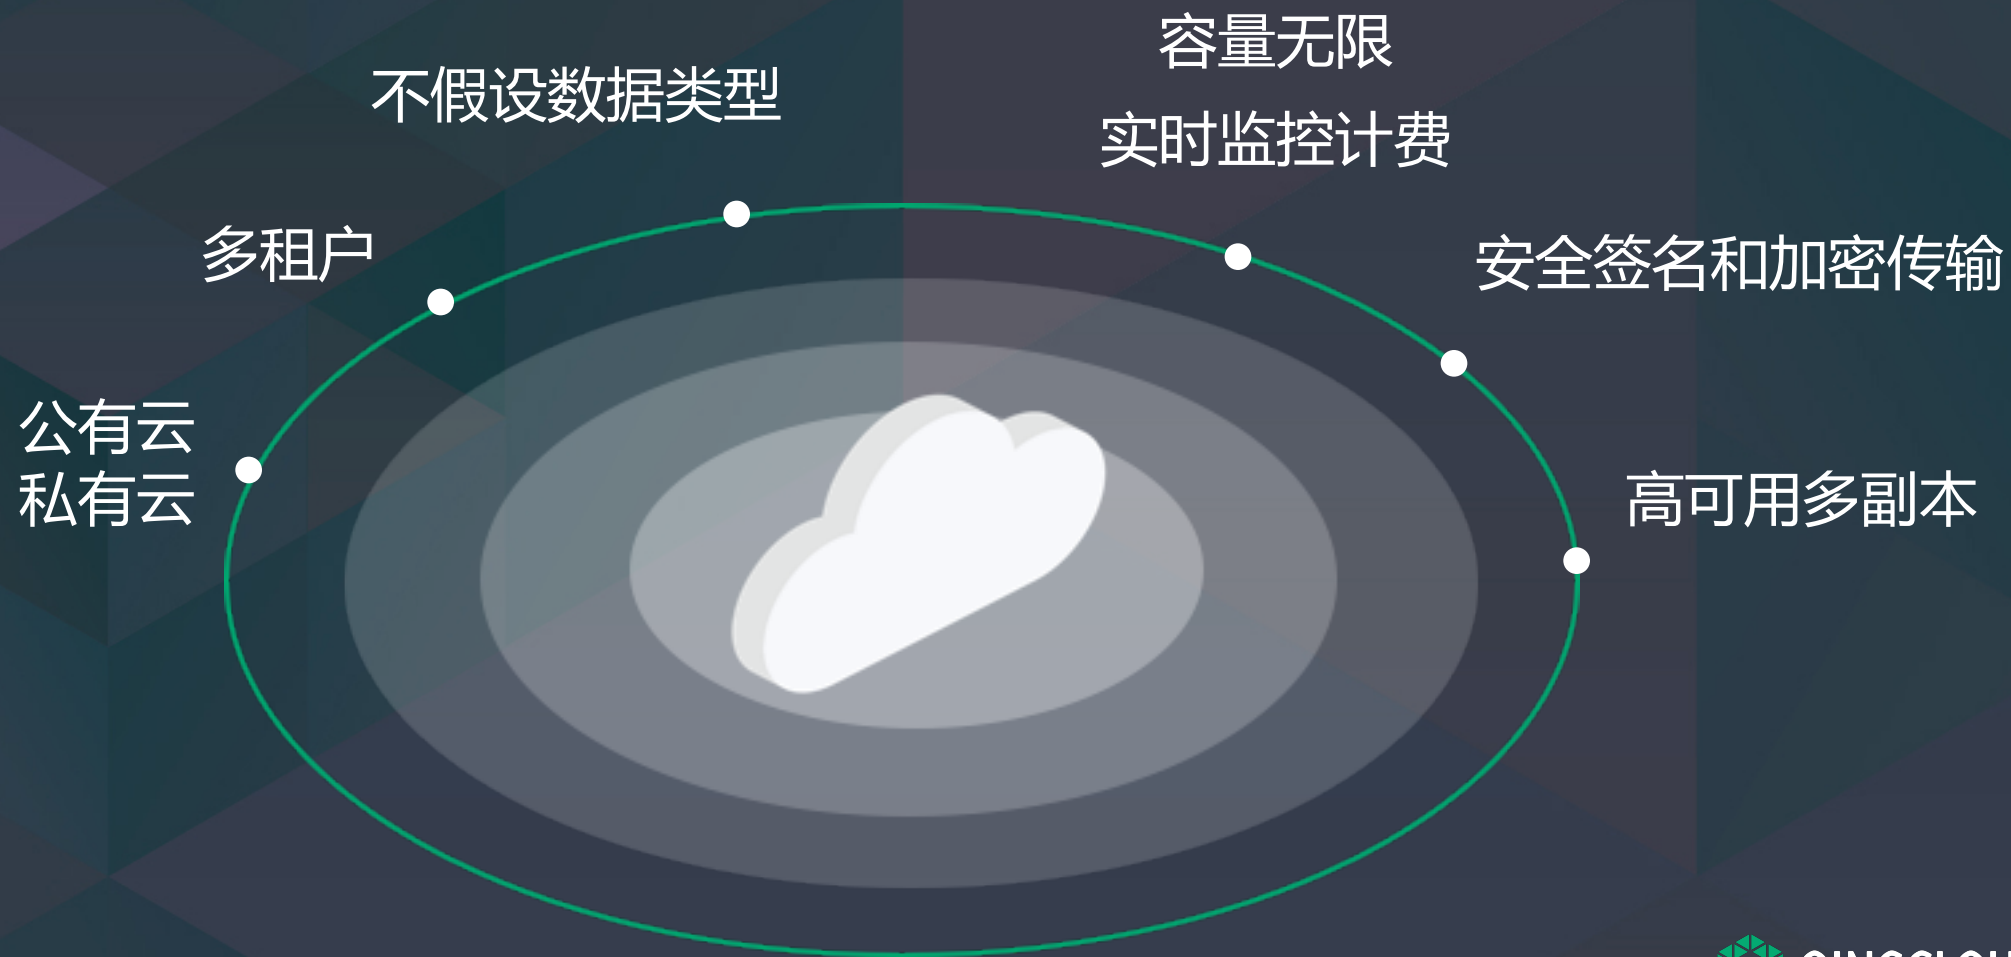 容量无限
不假设数据类型
实时监控计费
多租户
安全签名和加密传输
公有云
私有云
高可用多副本